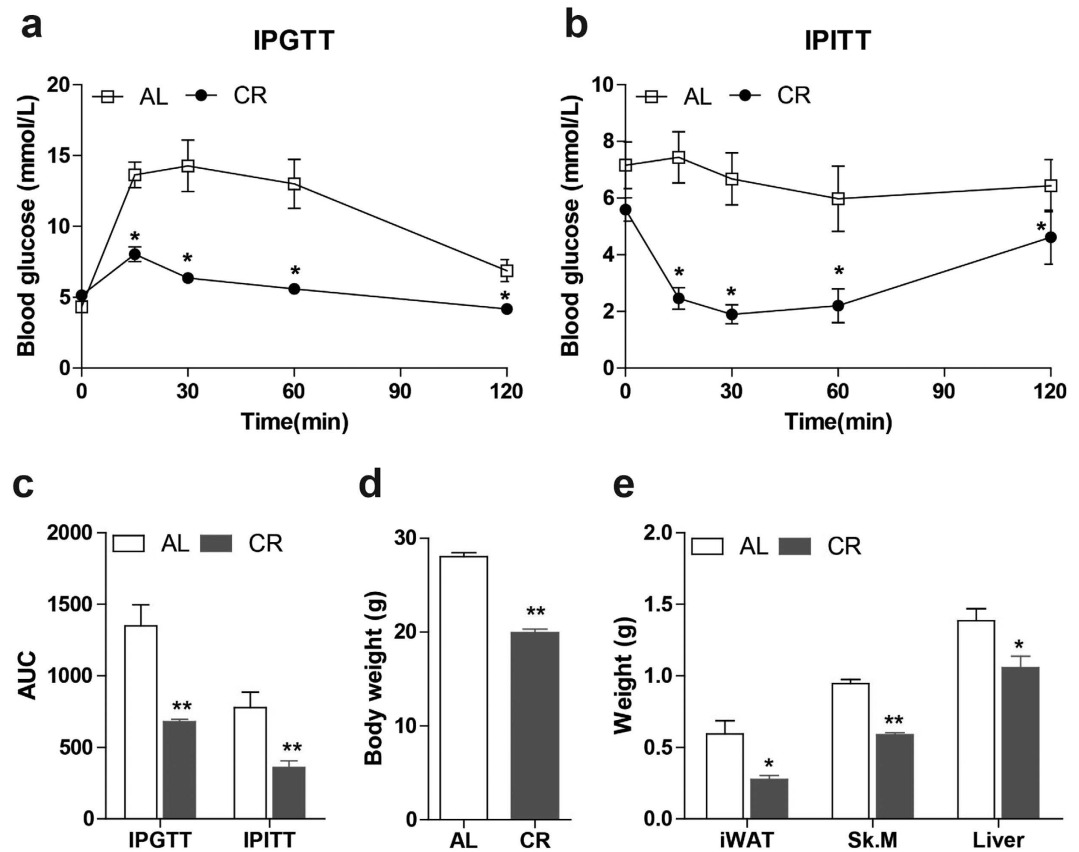 a
IPGTT
AL CR
Blood glucose (mmol/L)
20
15
10
5
0
* * * *
0 30 60 90 120
Time(min)
b
IPITT
AL CR
Blood glucose (mmol/L)
10
8
6
4
2
0
* * * *
0 30 60 90 120
Time(min)
c
AL CR
AUC
2000
1500
1000
500
0
** **
IPGTT IPITT
d
Body weight (g)
30
20
10
0
**
AL CR
e
AL CR
Weight (g)
2.0
1.5
1.0
0.5
0.0
* ** *
iWAT Sk.M Liver